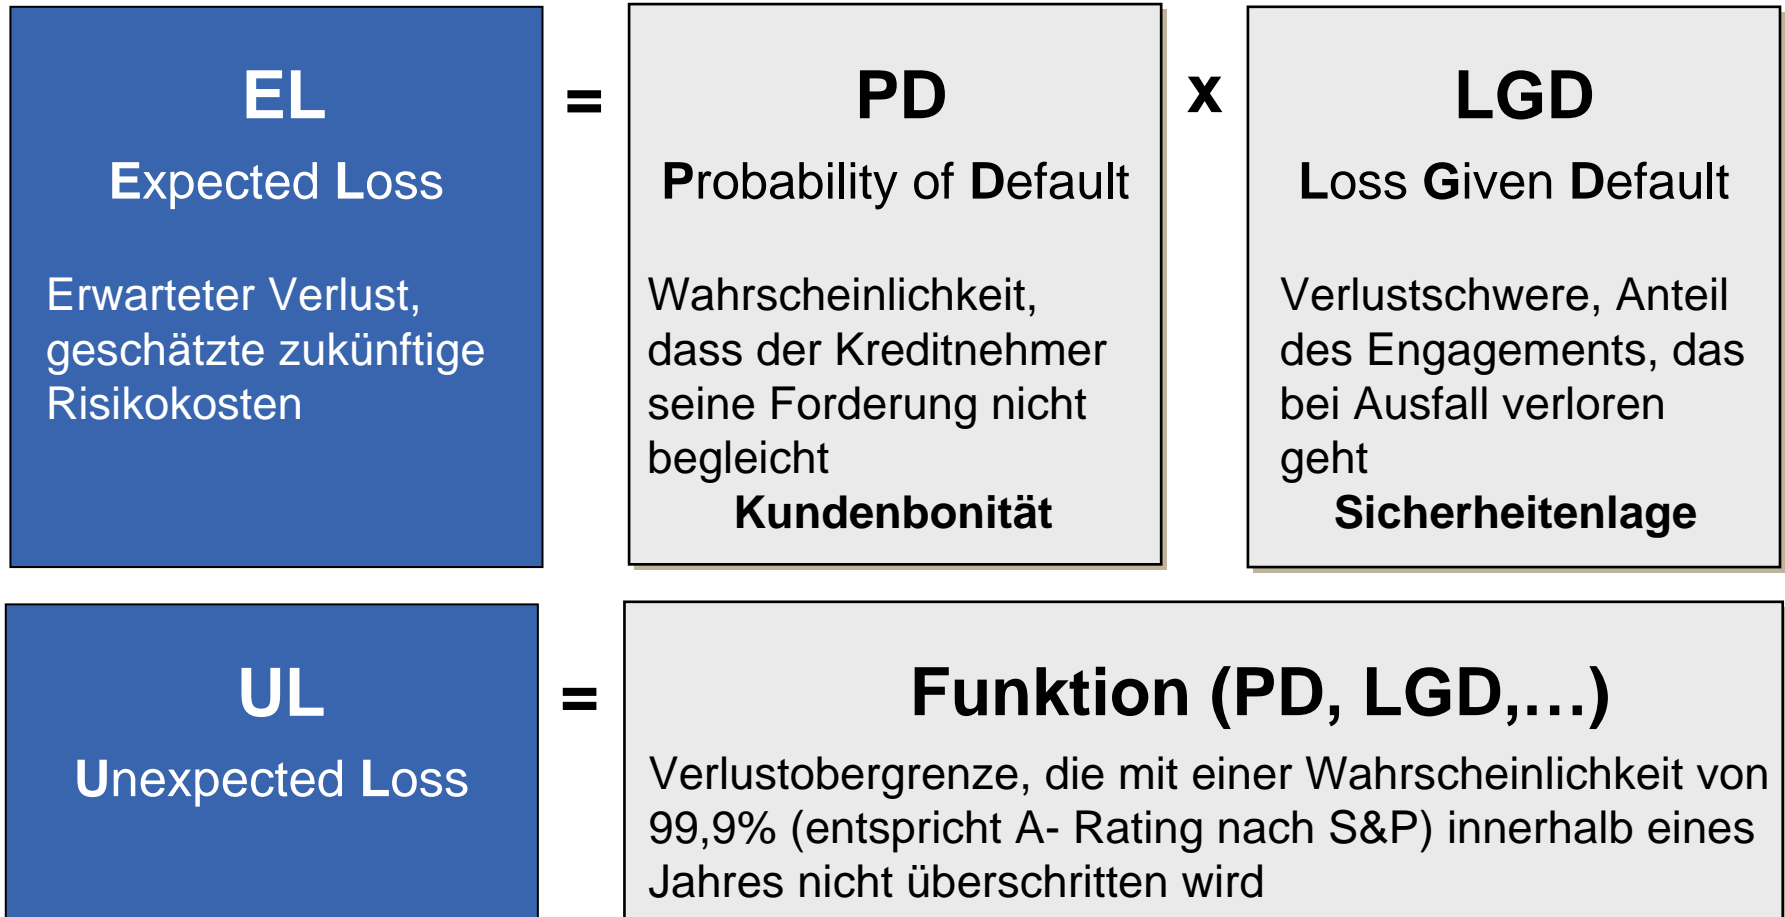 EL
=
PD
x
LGD
Expected Loss
Probability of Default
Loss Given Default
Erwarteter Verlust,
geschätzte zukünftige
Risikokosten
Wahrscheinlichkeit,
dass der Kreditnehmer
seine Forderung nicht
begleicht
Kundenbonität
Verlustschwere, Anteil
des Engagements, das
bei Ausfall verloren
geht
Sicherheitenlage
UL
=
Funktion (PD, LGD,…)
Unexpected Loss
Verlustobergrenze, die mit einer Wahrscheinlichkeit von
99,9% (entspricht A- Rating nach S&P) innerhalb eines
Jahres nicht überschritten wird